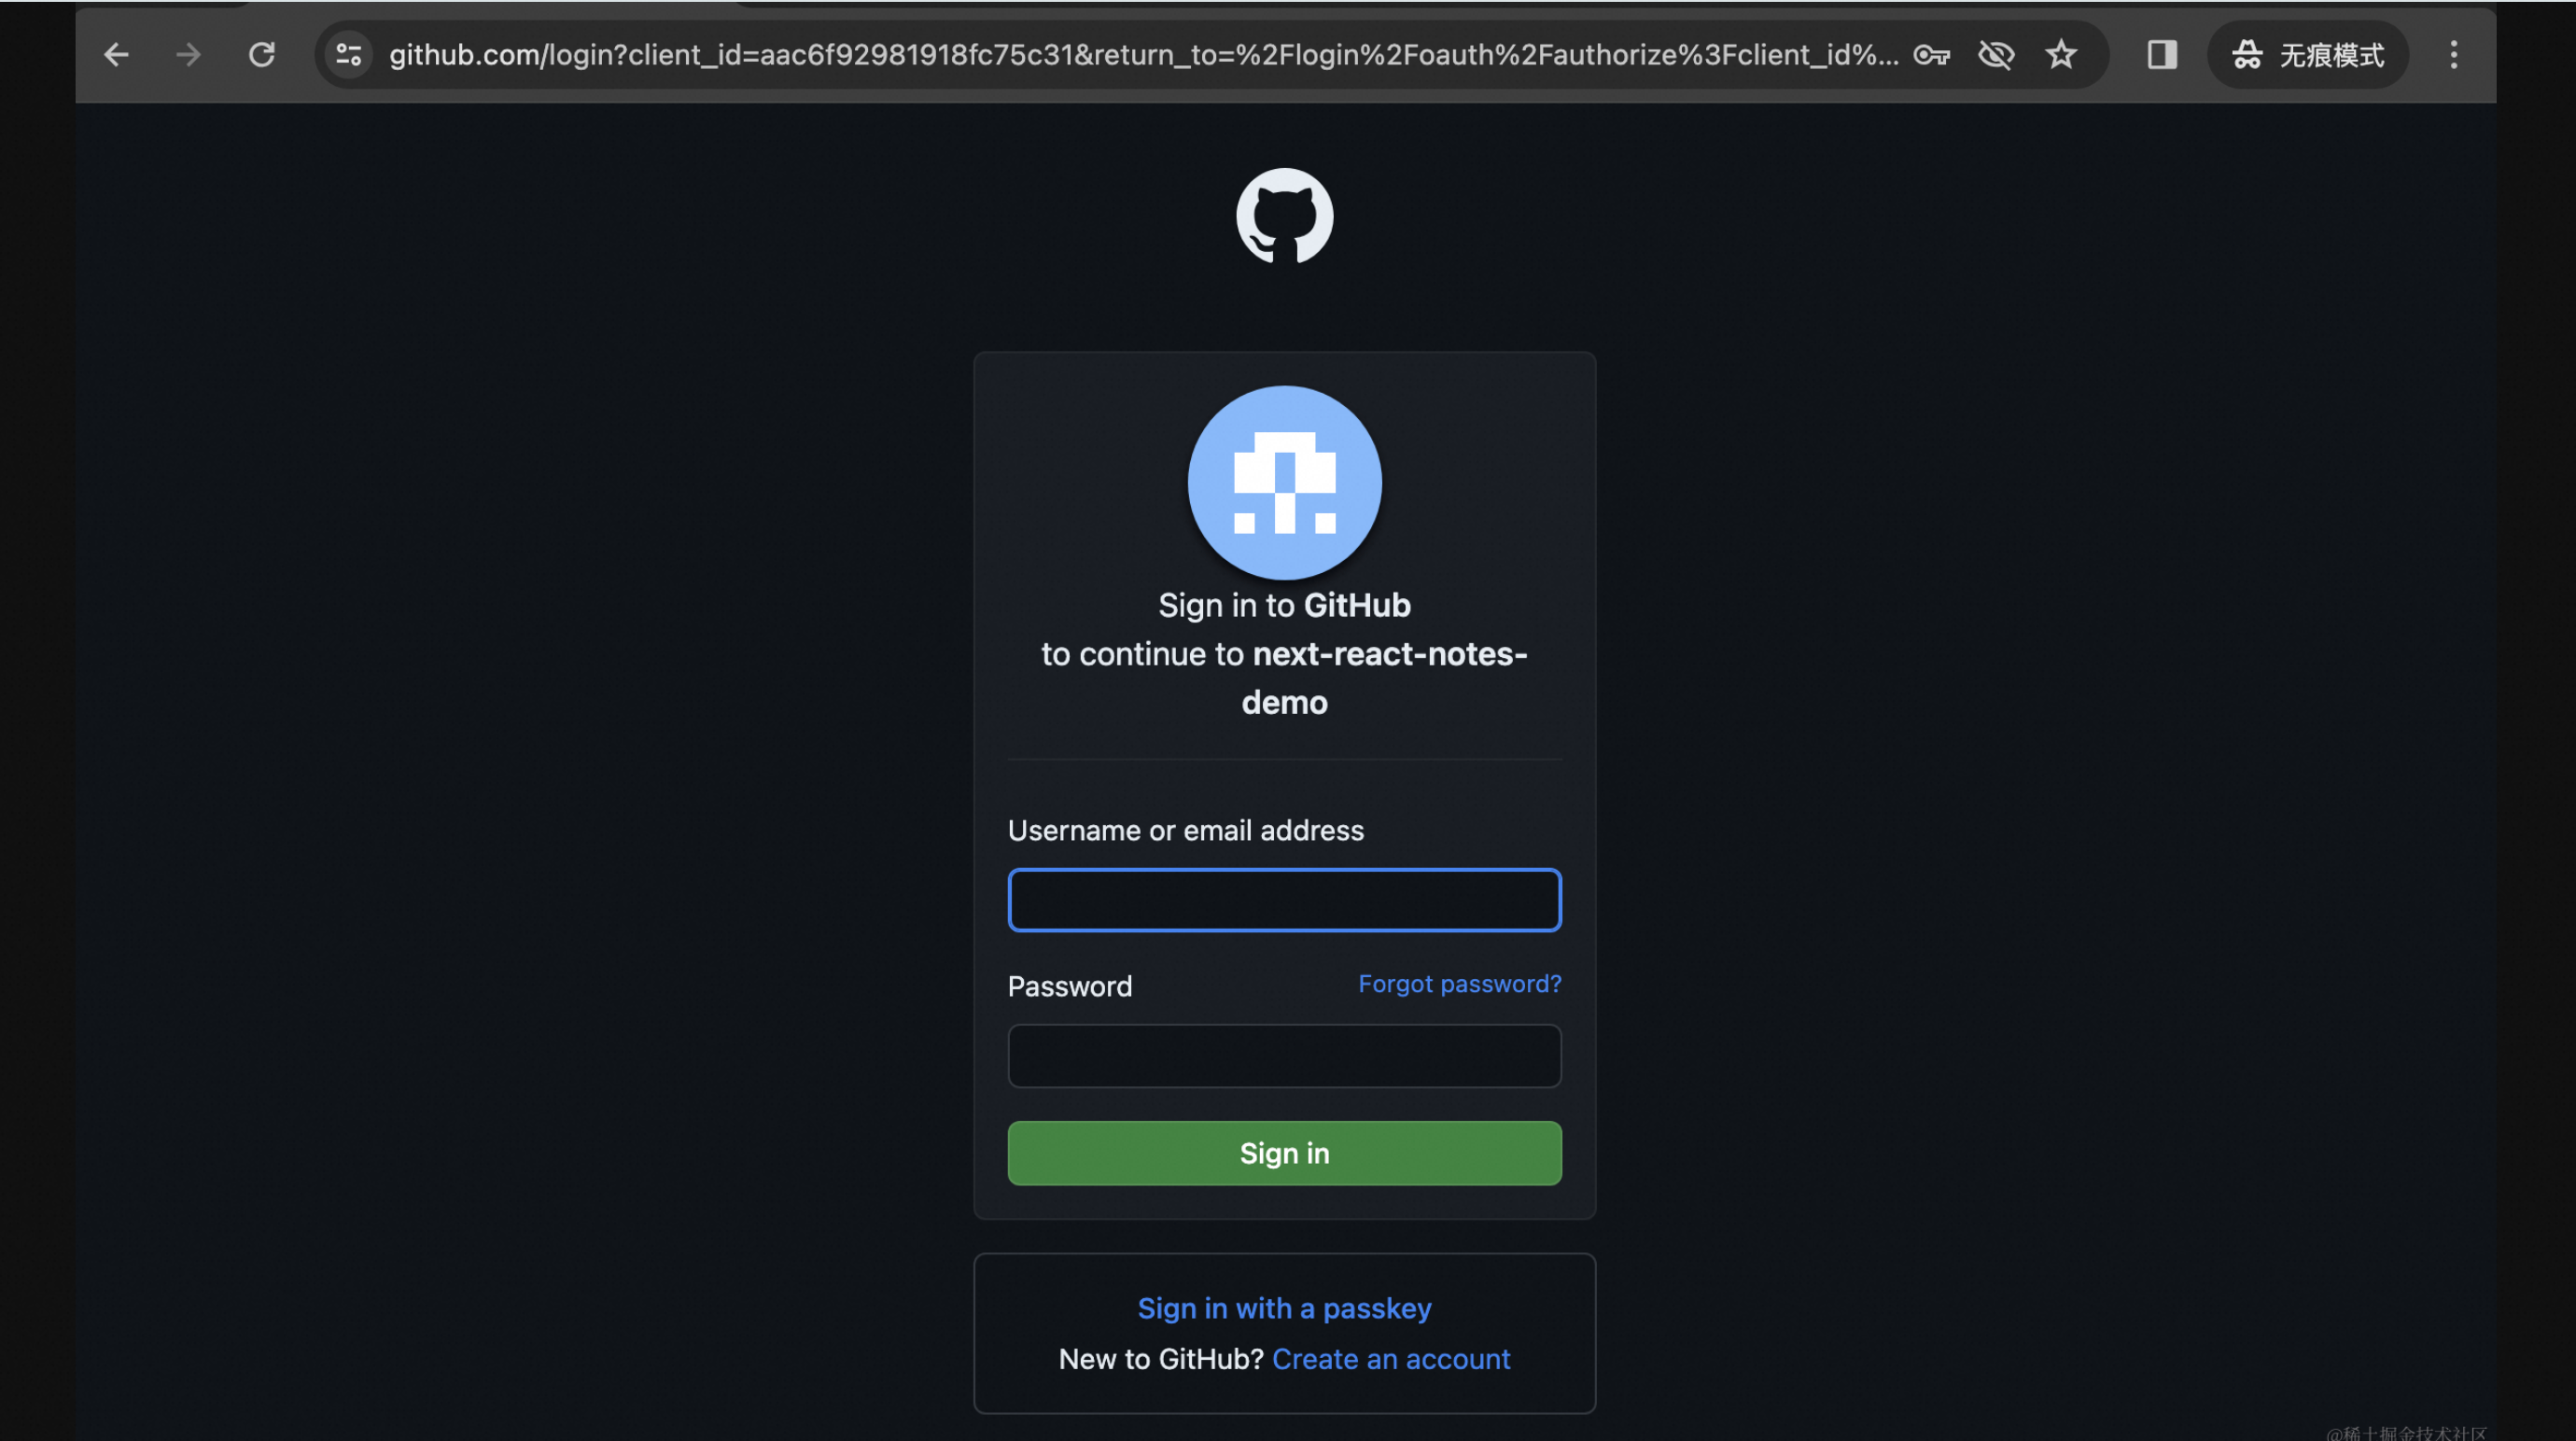 github.com/login?client_id=aac6f92981918fc75c31&return_to=%2Flogin%2Foauth%2Fauthorize%3Fclient_id%...
无痕模式
Sign in to GitHub
to continue to next-react-notes-
demo
Username or email address
Password
Forgot password?
Sign in
Sign in with a passkey
New to GitHub? Create an account
@稀土掘金技术社区